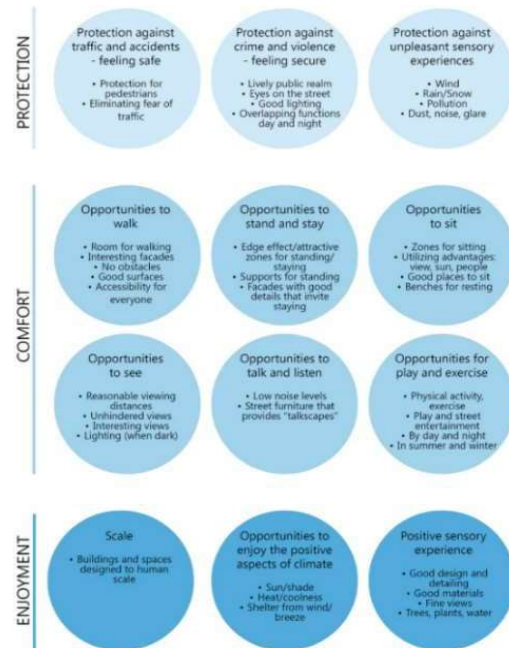 PROTECTION
Protection against
traffic and accidents
- feeling safe
• Protection for
pedestrians
• Eliminating fear of
traffic
Protection against
crime and violence
- feeling secure
• Lively public realm
• Eyes on the street
• Good lighting
• Overlapping functions
day and night
Protection against
unpleasant sensory
experiences
• Wind
• Rain/Snow
• Pollution
• Dust, noise, glare
COMFORT
Opportunities to
walk
• Room for walking
• Interesting facades
• No obstacles
• Good surfaces
• Accessibility for
everyone
Opportunities to
stand and stay
• Edge effect/attractive
zones for standing/
staying
• Supports for standing
• Facades with good
details that invite
staying
Opportunities
to sit
• Zones for sitting
• Utilizing advantages:
view, sun, people
• Good places to sit
• Benches for resting
Opportunities
to see
• Reasonable viewing
distances
• Unhindered views
• Interesting views
• Lighting (when dark)
Opportunities to
talk and listen
• Low noise levels
• Street furniture that
provides "talkscapes"
Opportunities for
play and exercise
• Physical activity,
exercise
• Play and street
entertainment
• By day and night
• In summer and winter
ENJOYMENT
Scale
• Buildings and spaces
designed to human
scale
Opportunities to
enjoy the positive
aspects of climate
• Sun/shade
• Heat/coolness
• Shelter from wind/
breeze
Positive sensory
experience
• Good design and
detailing
• Good materials
• Fine views
• Trees, plants, water